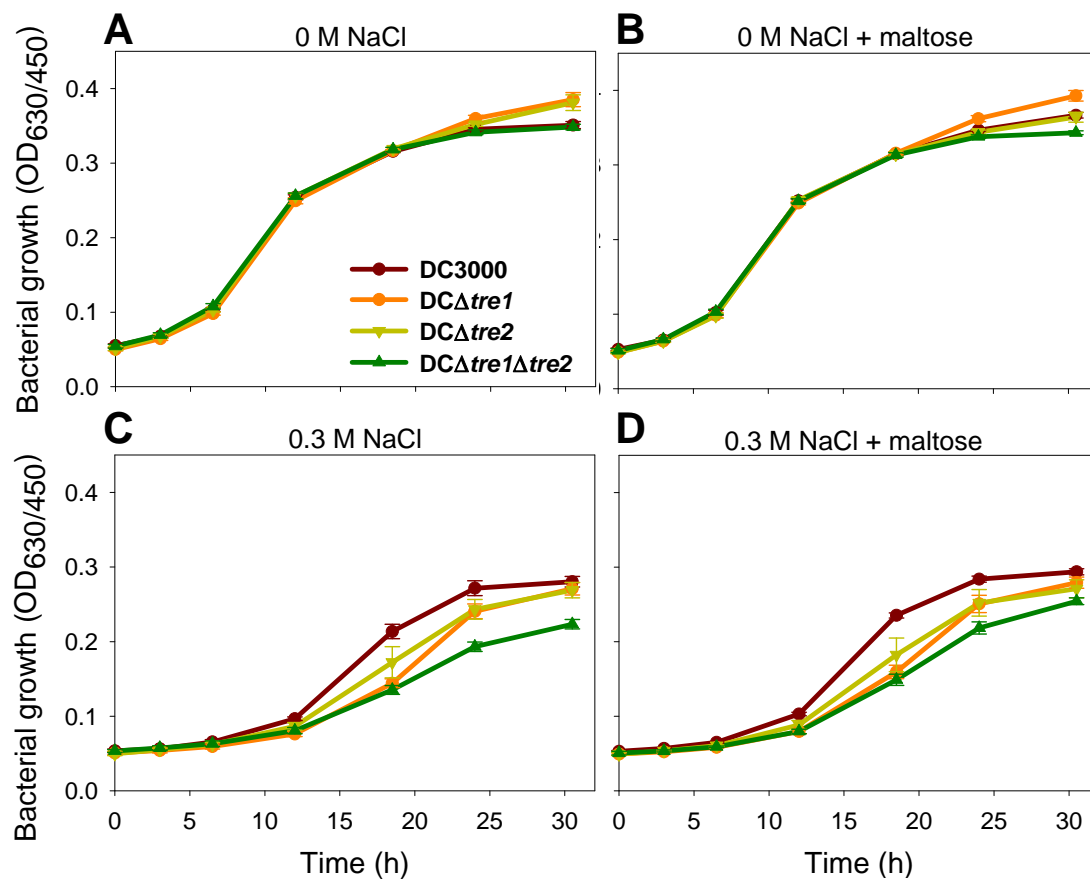 A
0 M NaCl
B
0 M NaCl + maltose
Bacterial growth (OD630/450)
0.4
0.3
0.2
0.1
0.0
DC3000
DCΔtre1
DCΔtre2
DCΔtre1Δtre2
C
0.3 M NaCl
D
0.3 M NaCl + maltose
Bacterial growth (OD630/450)
0.4
0.3
0.2
0.1
0.0
0 5 10 15 20 25 30
0 5 10 15 20 25 30
Time (h)
Time (h)